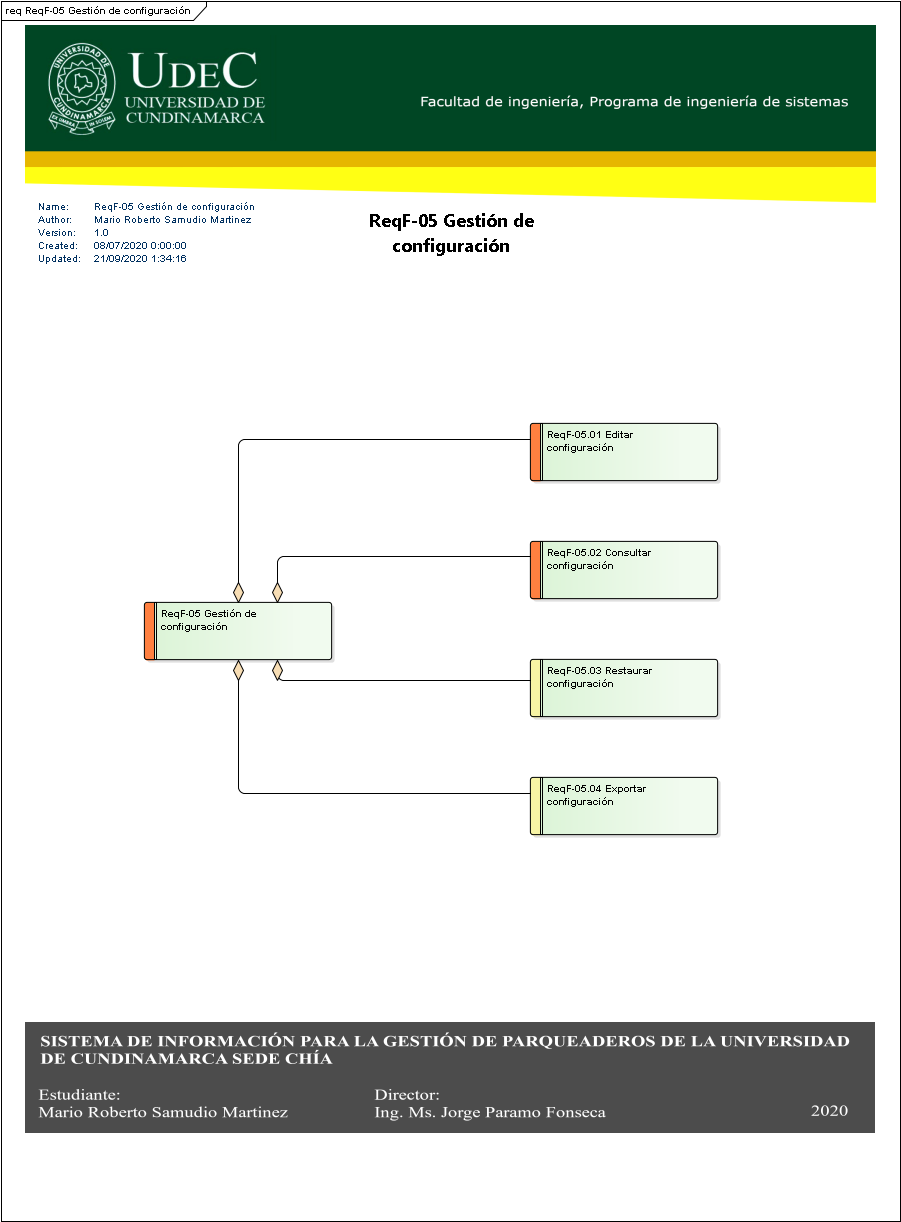 req ReqF-05 Gestión de configuración
UNIVERSIDAD DE
CUNDINAMARCA
UDEC
UNIVERSIDAD DE
CUNDINAMARCA
Facultad de ingeniería, Programa de ingeniería de sistemas
Name: ReqF-05 Gestión de configuración
Author: Mario Roberto Samudio Martinez
Version: 1.0
Created: 08/07/2020 0:00:00
Updated: 21/09/2020 1:34:16
ReqF-05 Gestión de
configuración
ReqF-05.01 Editar
configuración
ReqF-05.02 Consultar
configuración
ReqF-05 Gestión de
configuración
ReqF-05.03 Restaurar
configuración
ReqF-05.04 Exportar
configuración
SISTEMA DE INFORMACIÓN PARA LA GESTIÓN DE PARQUEADEROS DE LA UNIVERSIDAD
DE CUNDINAMARCA SEDE CHÍA
Estudiante: Director:
Mario Roberto Samudio Martinez Ing. Ms. Jorge Paramo Fonseca 2020